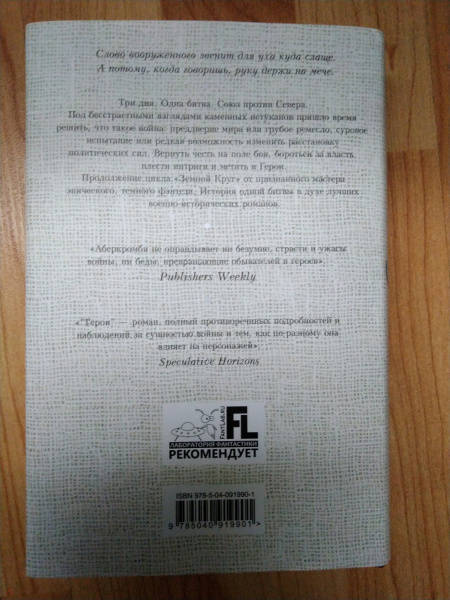 Слово вооруженного звенит для уха куда слаще.
А потому, когда говоришь, руку держи на мече.
Три дня. Одна битва. Союз против Севера.
Под бесстрастными взглядами каменных истуканов пришло время
решить, что такое война: преддверие мира или грубое ремесло, суровое
испытание или редкая возможность изменить расстановку
политических сил. Вернуть честь на поле боя, бороться за власть,
плести интриги и метить в Герои.
Продолжение цикла «Земной Круг» от признанного мастера
эпического, темного фэнтези. История одной битвы в духе лучших
военно-исторических романов.
«Аберкромби не оправдывает ни безумие, страсти и ужасы
войны, ни беды, превращающие обывателей в героев».
Publishers Weekly
«"Герои" — роман, полный противоречивых подробностей и
наблюдений за сущностью войны и тем, как по-разному она
влияет на персонажей».
Speculatice Horizons
FANTLAB.RU
FL
ЛАБОРАТОРИЯ ФАНТАСТИКИ
РЕКОМЕНДУЕТ
ISBN 978-5-04-091990-1
9 785040 919901 >